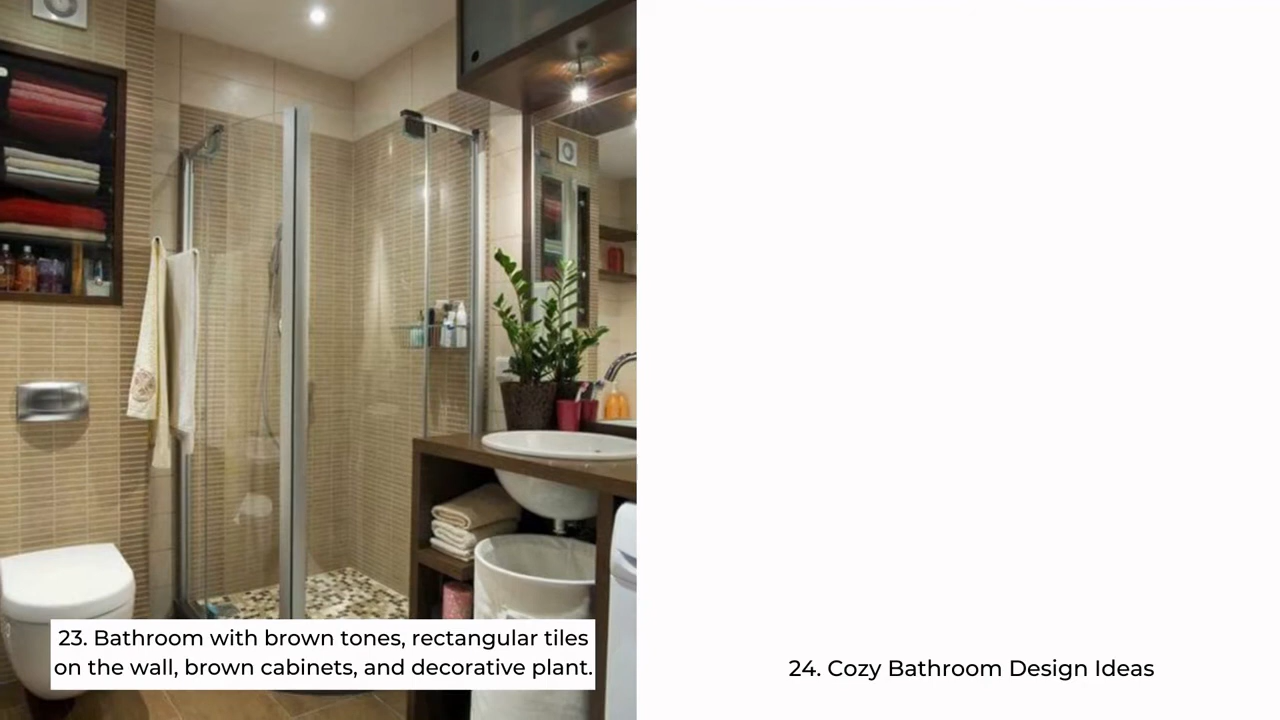 23. Bathroom with brown tones, rectangular tiles
on the wall, brown cabinets, and decorative plant.
24. Cozy Bathroom Design Ideas